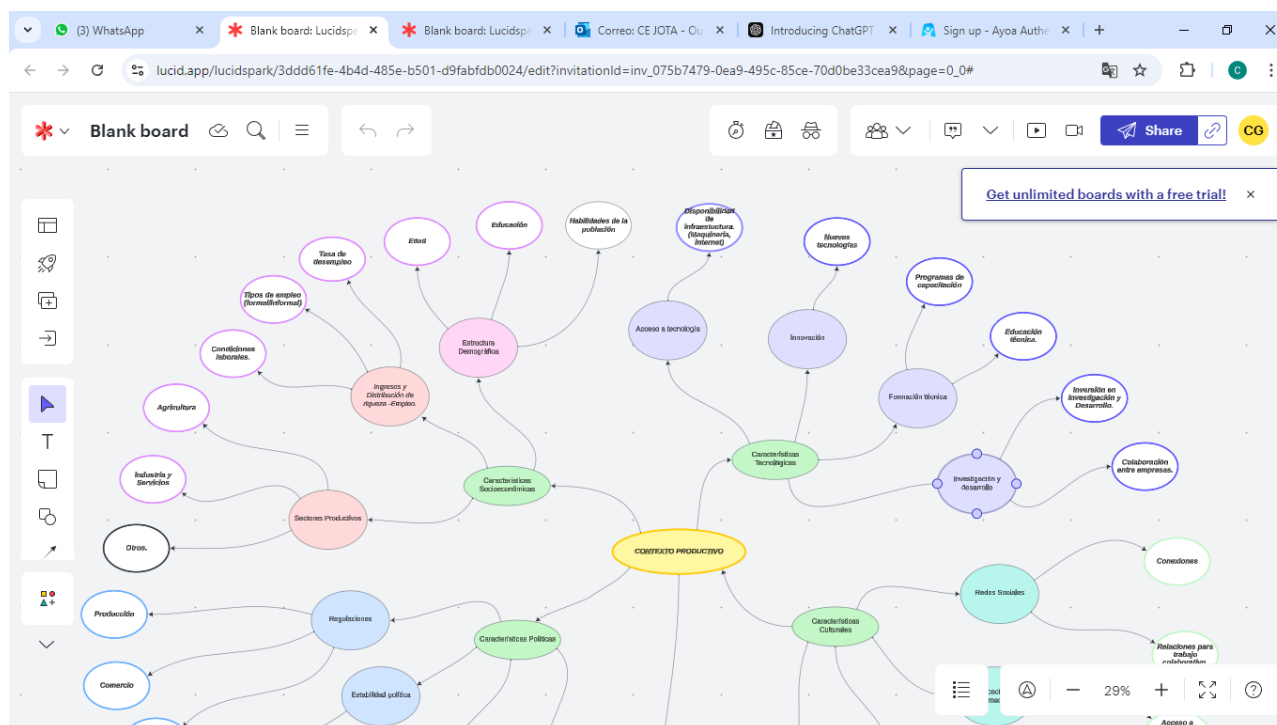 (3) WhatsApp
Blank board: Lucidspa
Blank board: Lucidspa
Correo: CE JOTA - Ou
Introducing ChatGPT
Sign up - Ayoa Authe
lucid.app/lucidspark/3ddd61fe-4b4d-485e-b501-d9fabfdb0024/edit?invitationId=inv_075b7479-0ea9-495c-85ce-70d0be33cea9&page=0_0#
C
Blank board
Share
CG
Get unlimited boards with a free trial!
Disponibilidad
de
infraestuctura.
(Maquinaria,
internet)
Educación
Habilidades de la
población
Edad
Nuevas
tecnologías
Tasa de
desempleo
Programas de
capacitación
Tipos de empleo
(formal/informal)
Acceso a tecnología
Innovación
Educación
técnica.
Estructura
Demográfica
Condiciones
laborales.
Ingresos y
Distribución de
riqueza -Empleo.
Formación técnica
Inversión en
Investigación y
Desarrollo.
Agricultura
Características
Tecnológicas
Colaboración
entre empresas.
Industria y
Servicios
Características
Socioeconómicas
Investigación y
desarrollo
Sectores Productivos
Otros.
CONTEXTO PRODUCTIVO
Conexiones
Redes Sociales
Producción
Regulaciones
Características
Culturales
Características Políticas
Relaciones para
trabajo
colaborativo
Comercio
Estabilidad política
29%
Acceso a